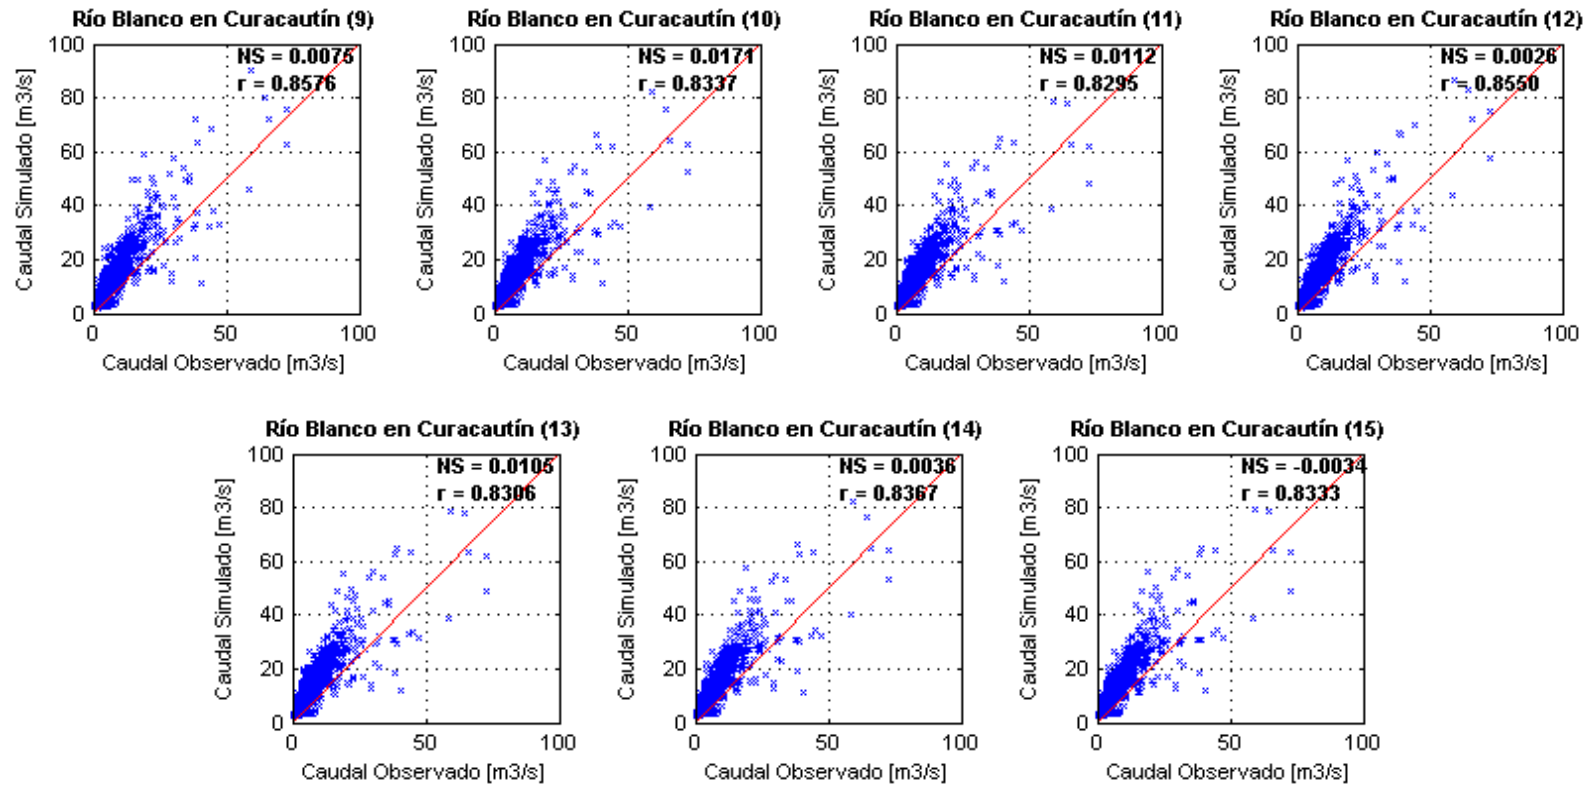 Río Blanco en Curacautín (9)
NS = 0.0075
r = 0.8576
100
80
60
40
20
0
0 50 100
Caudal Simulado [m3/s]
Caudal Observado [m3/s]
Río Blanco en Curacautín (10)
NS = 0.0171
r = 0.8337
100
80
60
40
20
0
0 50 100
Caudal Simulado [m3/s]
Caudal Observado [m3/s]
Río Blanco en Curacautín (11)
NS = 0.0112
r = 0.8295
100
80
60
40
20
0
0 50 100
Caudal Simulado [m3/s]
Caudal Observado [m3/s]
Río Blanco en Curacautín (12)
NS = 0.0026
r = 0.8550
100
80
60
40
20
0
0 50 100
Caudal Simulado [m3/s]
Caudal Observado [m3/s]
Río Blanco en Curacautín (13)
NS = 0.0105
r = 0.8306
100
80
60
40
20
0
0 50 100
Caudal Simulado [m3/s]
Caudal Observado [m3/s]
Río Blanco en Curacautín (14)
NS = 0.0036
r = 0.8367
100
80
60
40
20
0
0 50 100
Caudal Simulado [m3/s]
Caudal Observado [m3/s]
Río Blanco en Curacautín (15)
NS = -0.0034
r = 0.8333
100
80
60
40
20
0
0 50 100
Caudal Simulado [m3/s]
Caudal Observado [m3/s]